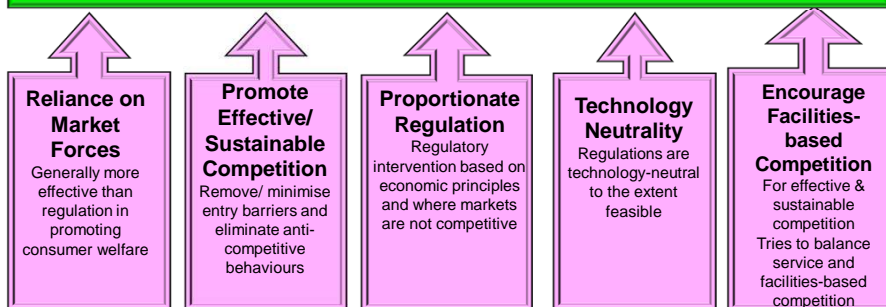 Reliance on
Market
Forces
Generally more
effective than
regulation in
promoting
consumer welfare
Promote
Effective/
Sustainable
Competition
Remove/ minimise
entry barriers and
eliminate anti-
competitive
behaviours
Proportionate
Regulation
Regulatory
intervention based on
economic principles
and where markets
are not competitive
Technology
Neutrality
Regulations are
technology-neutral
to the extent
feasible
Encourage
Facilities-
based
Competition
For effective &
sustainable
competition
Tries to balance
service and
facilities-based
competition